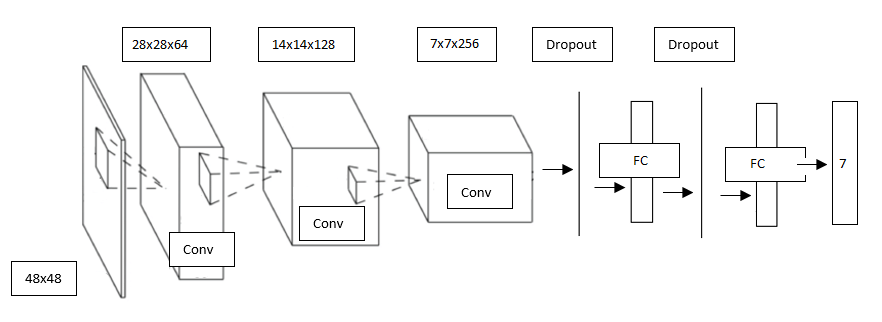 28x28x64
14x14x128
7x7x256
Dropout
Dropout
FC
FC
7
Conv
Conv
Conv
48x48